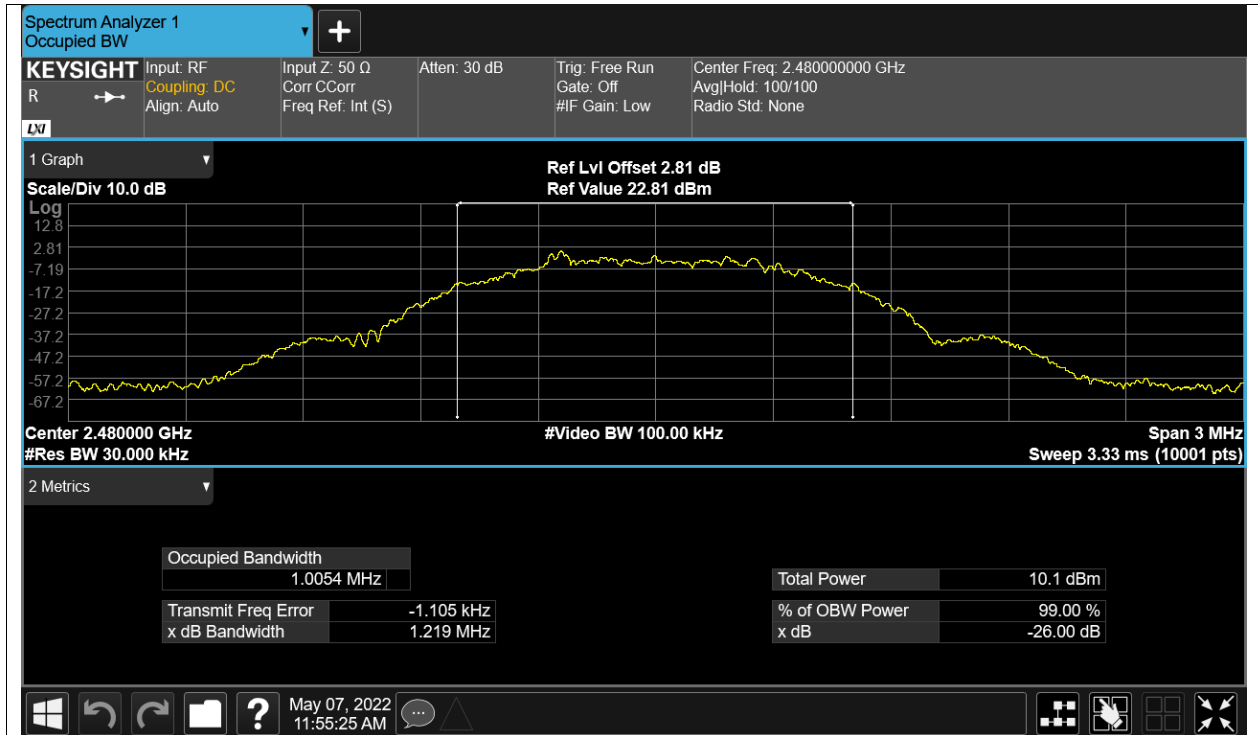 Spectrum Analyzer 1
Occupied BW
KEYSIGHT
R
LXI
Input: RF
Coupling: DC
Align: Auto
Input Z: 50 Ω
Corr CCorr
Freq Ref: Int (S)
Atten: 30 dB
Trig: Free Run
Gate: Off
#IF Gain: Low
Center Freq: 2.480000000 GHz
Avg|Hold: 100/100
Radio Std: None
1 Graph
Scale/Div 10.0 dB
Ref Lvl Offset 2.81 dB
Ref Value 22.81 dBm
Log
12.8
2.81
-7.19
-17.2
-27.2
-37.2
-47.2
-57.2
-67.2
Center 2.480000 GHz
#Video BW 100.00 kHz
Span 3 MHz
#Res BW 30.000 kHz
Sweep 3.33 ms (10001 pts)
2 Metrics
Occupied Bandwidth
1.0054 MHz
Total Power 10.1 dBm
Transmit Freq Error -1.105 kHz
% of OBW Power 99.00 %
x dB Bandwidth 1.219 MHz
x dB -26.00 dB
?
May 07, 2022
11:55:25 AM